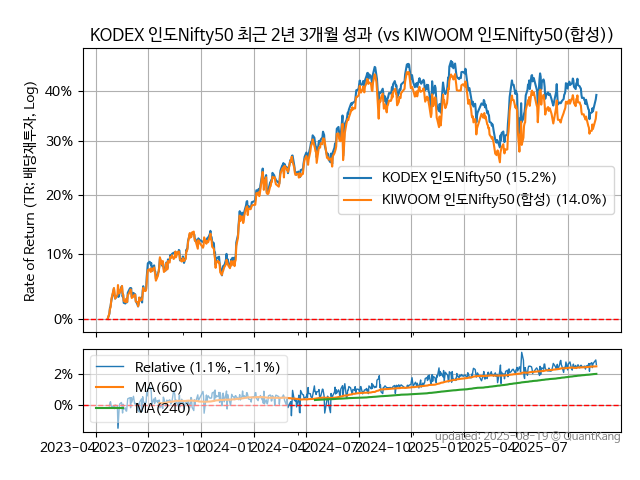 KODEX 인도Nifty50 최근 2년 3개월 성과 (vs KIWOOM 인도Nifty50(합성))
Rate of Return (TR: 배당재투자, Log)
40%
30%
20%
10%
0%
KODEX 인도Nifty50 (15.2%)
KIWOOM 인도Nifty50(합성) (14.0%)
2%
0%
Relative (1.1%, -1.1%)
MA(60)
MA(240)
updated: 2025-08-19 © QuantKang
2023-04 2023-07 2023-10 2024-01 2024-04 2024-07 2024-10 2025-01 2025-04 2025-07